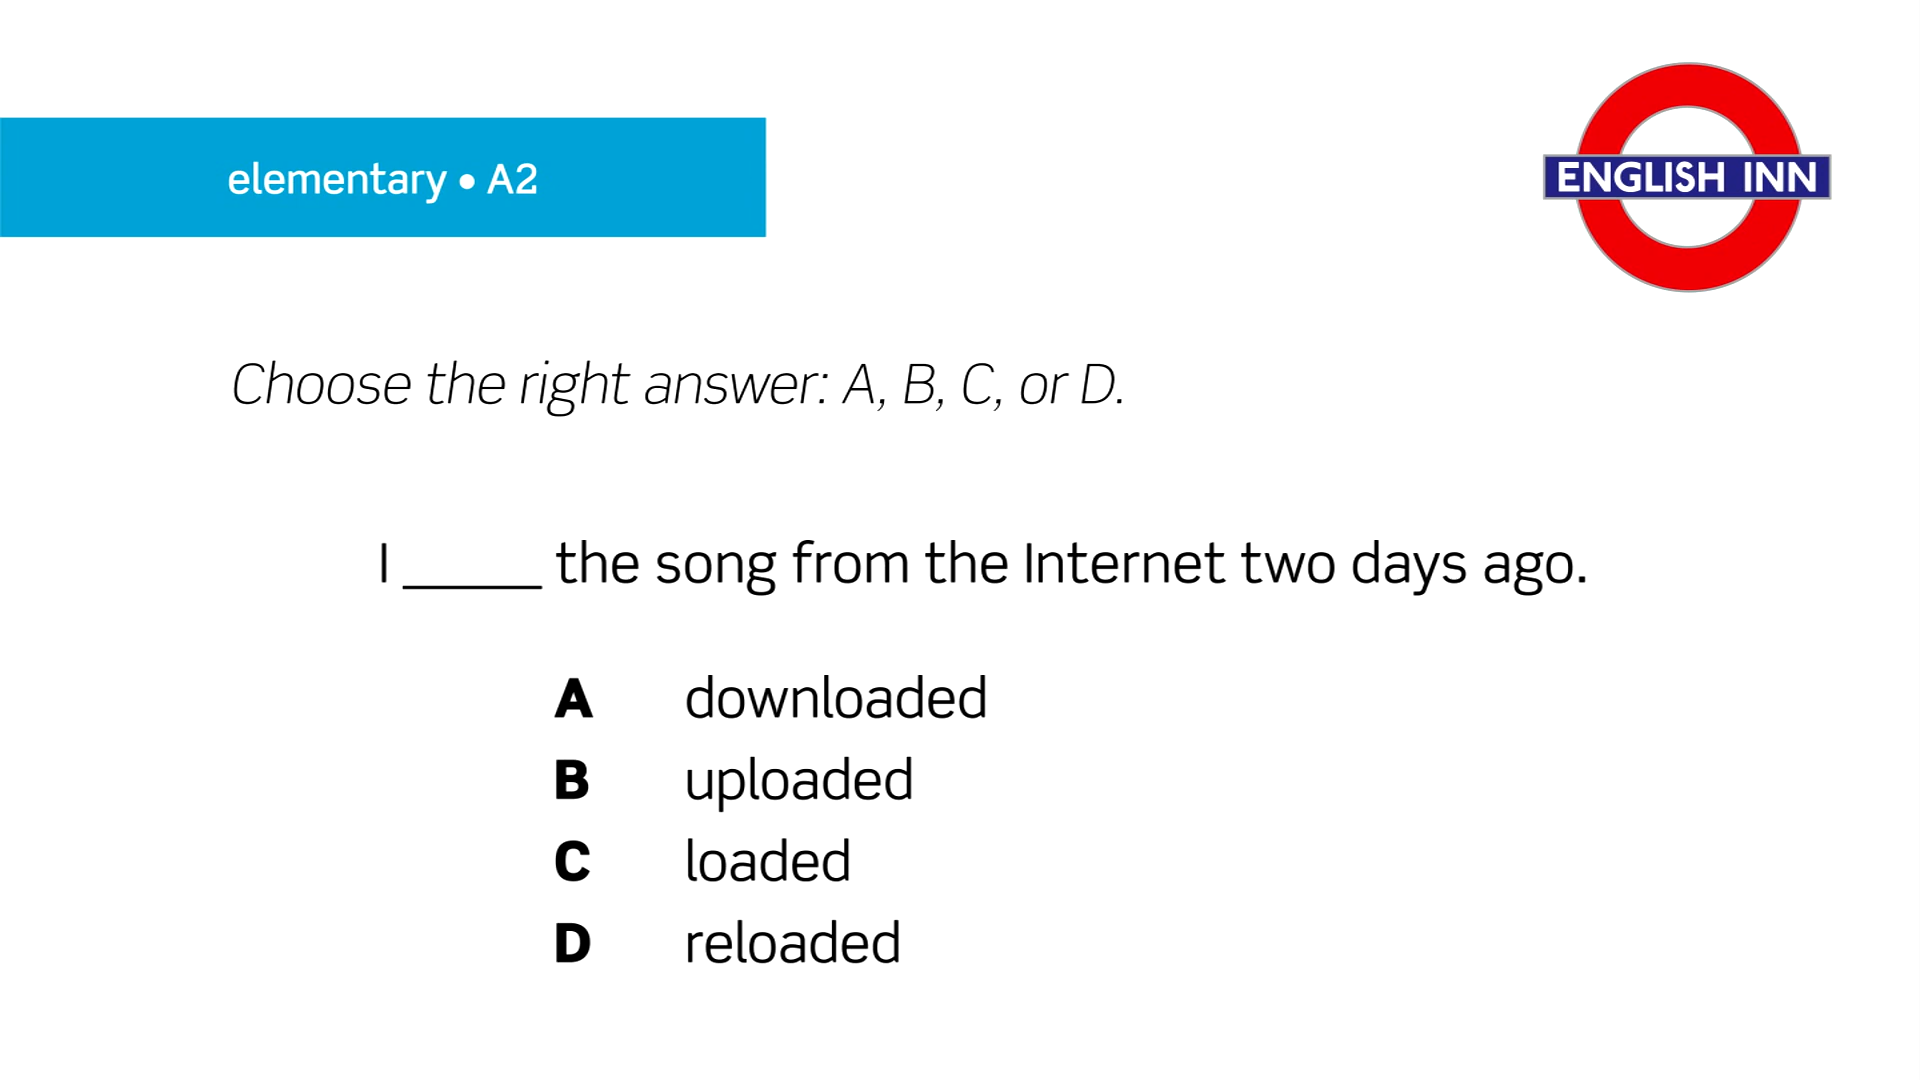 elementary • A2
ENGLISH INN
Choose the right answer: A, B, C, or D.
I _____ the song from the Internet two days ago.
A downloaded
B uploaded
C loaded
D reloaded